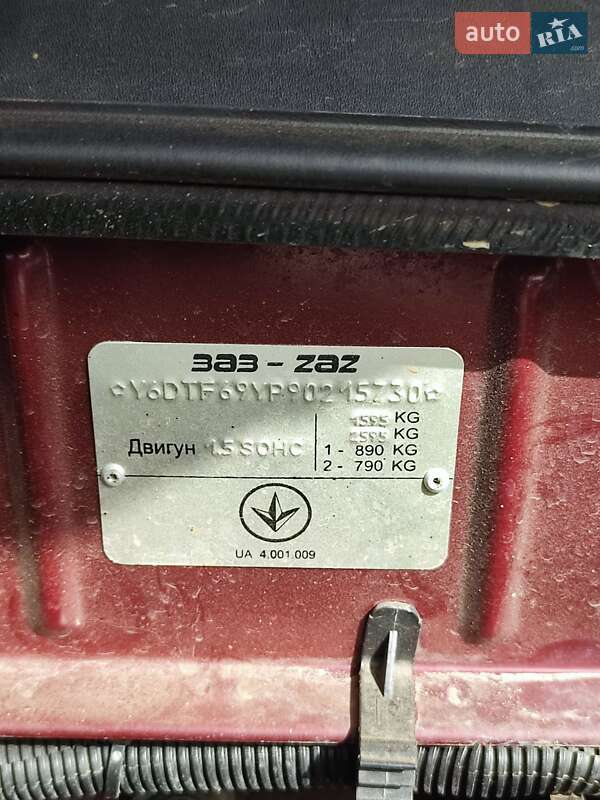 auto RIA.com
ЗАЗ - ZAZ
Y6DTF69YP90215730
1595 KG
2595 KG
Двигун 1.5 SOHC
1 - 890 KG
2 - 790 KG
UA 4.001.009